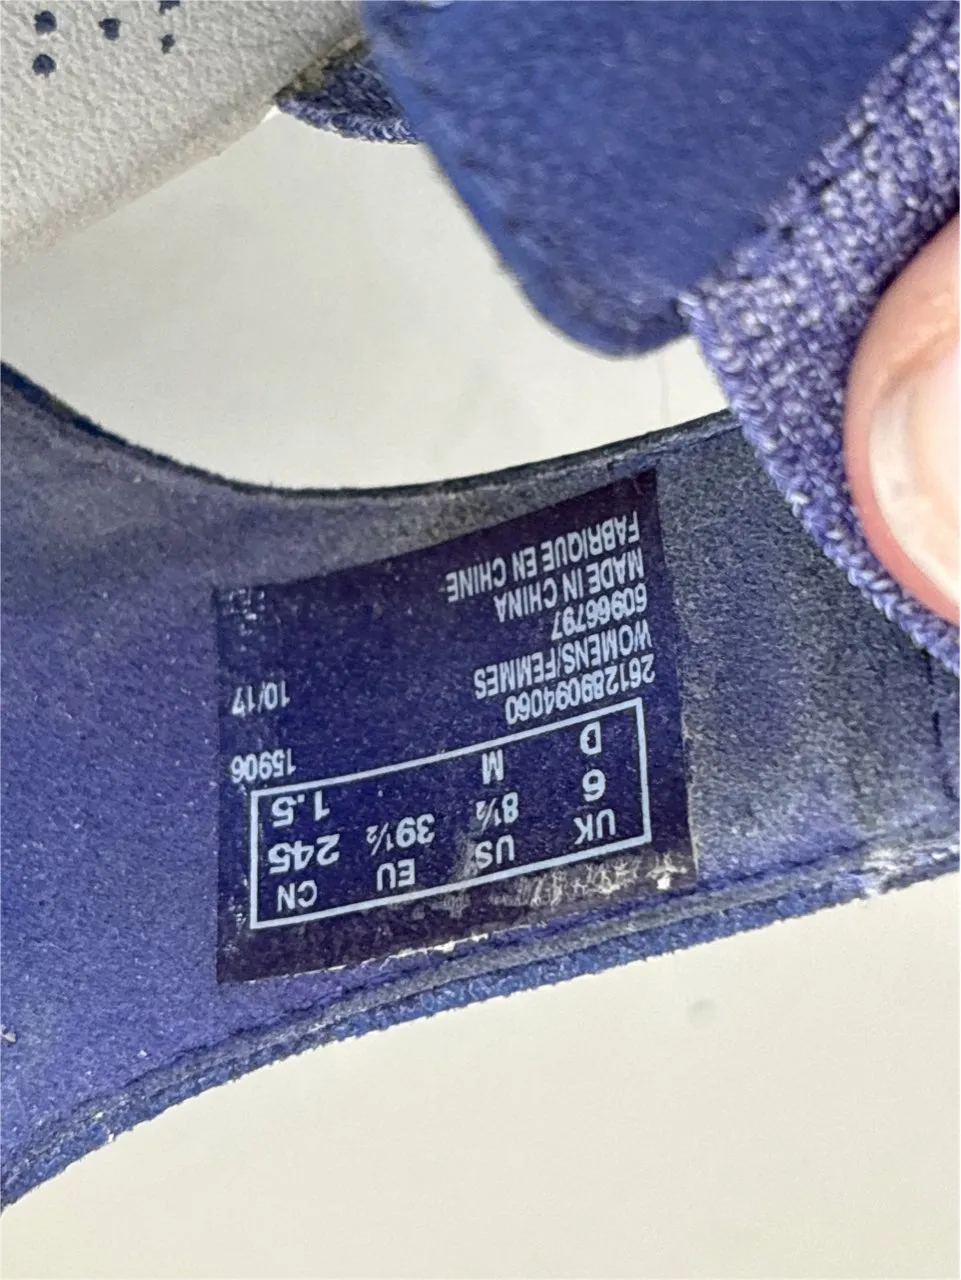 UK US EU CN
6 8½ 39½ 245
D M 1.5
261289094060 15906
WOMENS/FEMMES
60966797 10/17
MADE IN CHINA
FABRIQUE EN CHINE